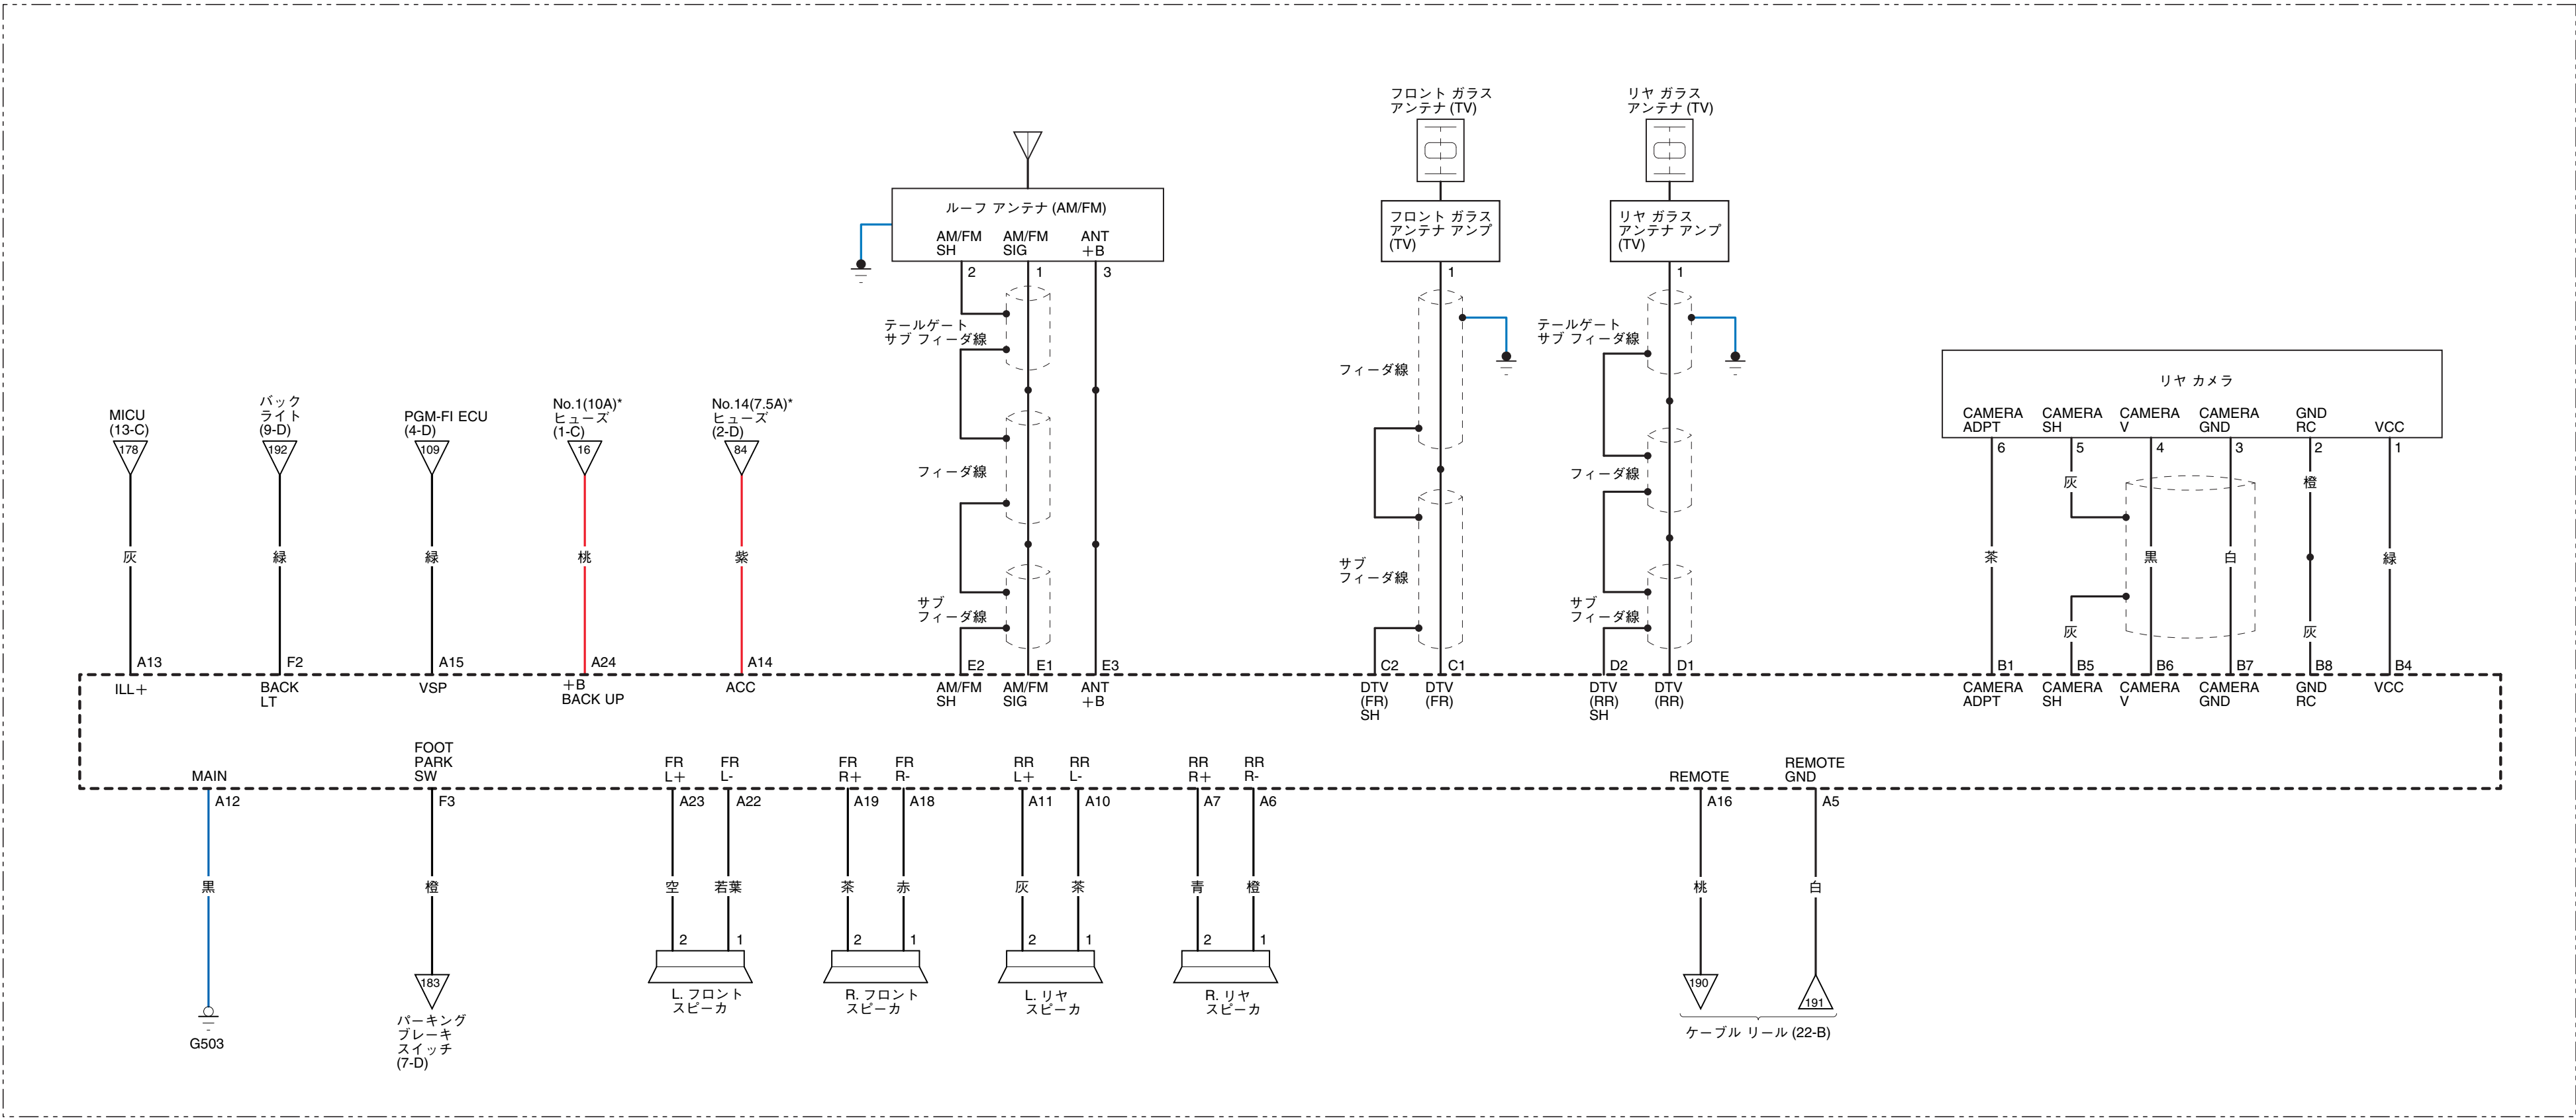 フロント ガラス
アンテナ (TV)
リヤ ガラス
アンテナ (TV)
ルーフ アンテナ (AM/FM)
AM/FM
SH
AM/FM
SIG
ANT
+B
2
1
3
フロント ガラス
アンテナ アンプ
(TV)
1
リヤ ガラス
アンテナ アンプ
(TV)
1
テールゲート
サブ フィーダ線
フィーダ線
サブ
フィーダ線
フィーダ線
サブ
フィーダ線
テールゲート
サブ フィーダ線
フィーダ線
サブ
フィーダ線
リヤ カメラ
CAMERA
ADPT
CAMERA
SH
CAMERA
V
CAMERA
GND
GND
RC
VCC
6
5
4
3
2
1
灰
橙
茶
黒
白
緑
灰
灰
MICU
(13-C)
178
バック
ライト
(9-D)
192
PGM-FI ECU
(4-D)
109
No.1(10A)*
ヒューズ
(1-C)
16
No.14(7.5A)*
ヒューズ
(2-D)
84
灰
緑
緑
桃
紫
A13
F2
A15
A24
A14
E2
E1
E3
C2
C1
D2
D1
B1
B5
B6
B7
B8
B4
ILL+
BACK
LT
VSP
+B
BACK UP
ACC
AM/FM
SH
AM/FM
SIG
ANT
+B
DTV
(FR)
SH
DTV
(FR)
DTV
(RR)
SH
DTV
(RR)
CAMERA
ADPT
CAMERA
SH
CAMERA
V
CAMERA
GND
GND
RC
VCC
MAIN
FOOT
PARK
SW
FR
L+
FR
L-
FR
R+
FR
R-
RR
L+
RR
L-
RR
R+
RR
R-
REMOTE
REMOTE
GND
A12
F3
A23
A22
A19
A18
A11
A10
A7
A6
A16
A5
黒
橙
空
若葉
茶
赤
灰
茶
青
橙
桃
白
2
1
2
1
2
1
2
1
G503
183
パーキング
ブレーキ
スイッチ
(7-D)
L. フロント
スピーカ
R. フロント
スピーカ
L. リヤ
スピーカ
R. リヤ
スピーカ
190
191
ケーブル リール (22-B)